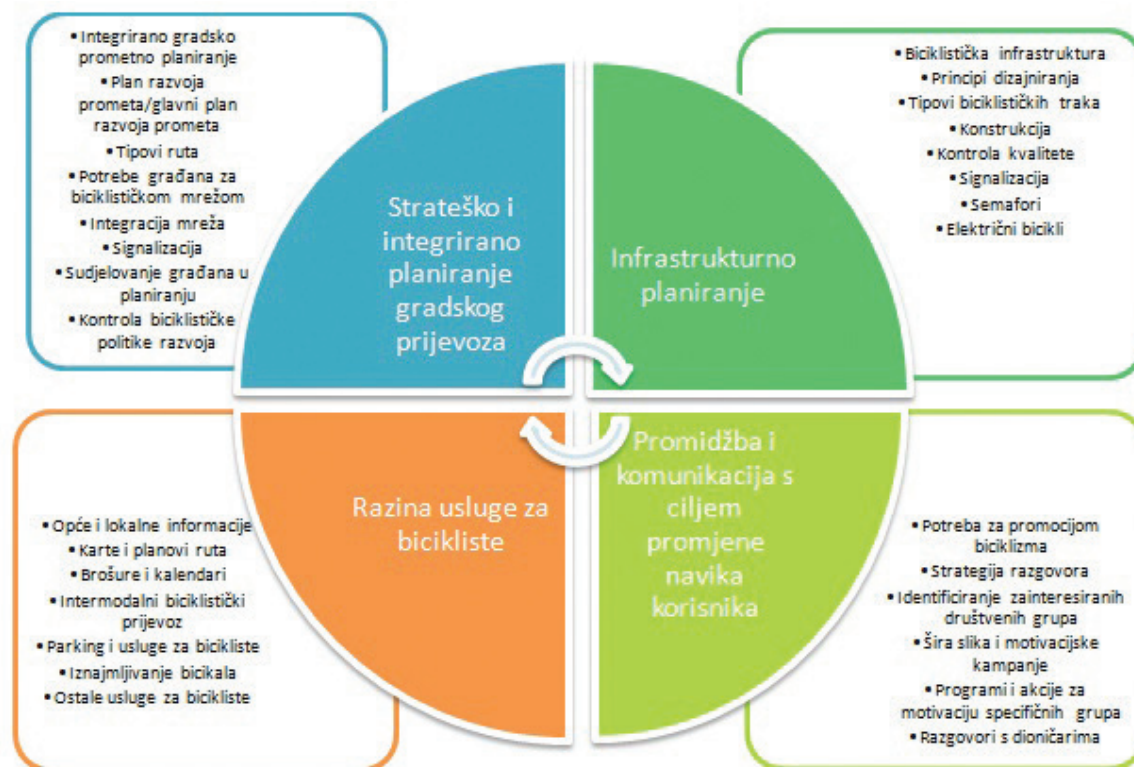 ▪ Integrirano gradsko
prometno planiranje
▪ Plan razvoja
prometa/glavni plan
razvoja prometa
▪ Tipovi ruta
▪ Potrebe građana za
biciklističkom mrežom
▪ Integracija mreža
▪ Signalizacija
▪ Sudjelovanje građana u
planiranju
▪ Kontrola biciklističke
politike razvoja
Strateško i
integrirano
planiranje
gradskog
prijevoza
Infrastrukturno
planiranje
▪ Biciklistička infrastruktura
▪ Principi dizajniranja
▪ Tipovi biciklističkih traka
▪ Konstrukcija
▪ Kontrola kvalitete
▪ Signalizacija
▪ Semafori
▪ Električni bicikli
▪ Opće i lokalne informacije
▪ Karte i planovi ruta
▪ Brošure i kalendari
▪ Intermodalni biciklistički
prijevoz
▪ Parking i usluge za bicikliste
▪ Iznajmljivanje bicikala
▪ Ostale usluge za bicikliste
Razina usluge za
bicikliste
Promidžba i
komunikacija s
ciljem
promjene
navika
korisnika
▪ Potreba za promocijom
biciklizma
▪ Strategija razgovora
▪ Identificiranje zainteresiranih
društvenih grupa
▪ Šira slika i motivacijske
kampanje
▪ Programi i akcije za
motivaciju specifičnih grupa
▪ Razgovori s dioničarima